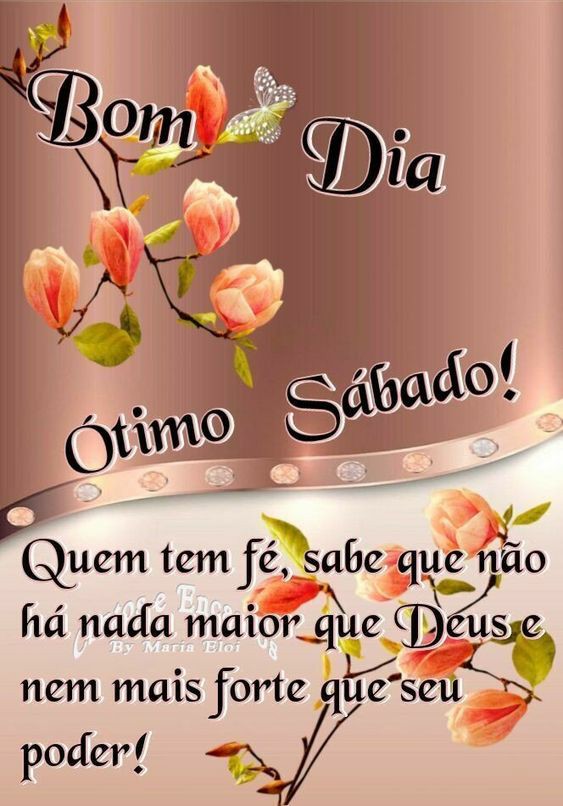 Bom Dia
Ótimo Sábado!
Quem tem fé, sabe que não
há nada maior que Deus e
By Maria Eloi
nem mais forte que seu
poder!